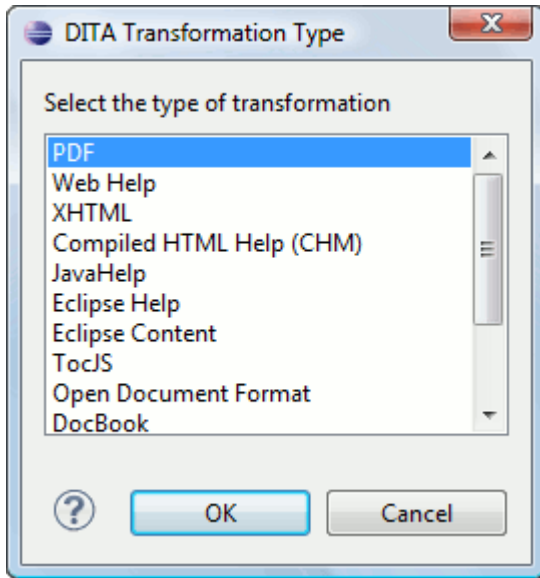 DITA Transformation Type
Select the type of transformation
PDF
Web Help
XHTML
Compiled HTML Help (CHM)
JavaHelp
Eclipse Help
Eclipse Content
TocJS
Open Document Format
DocBook
?
OK
Cancel